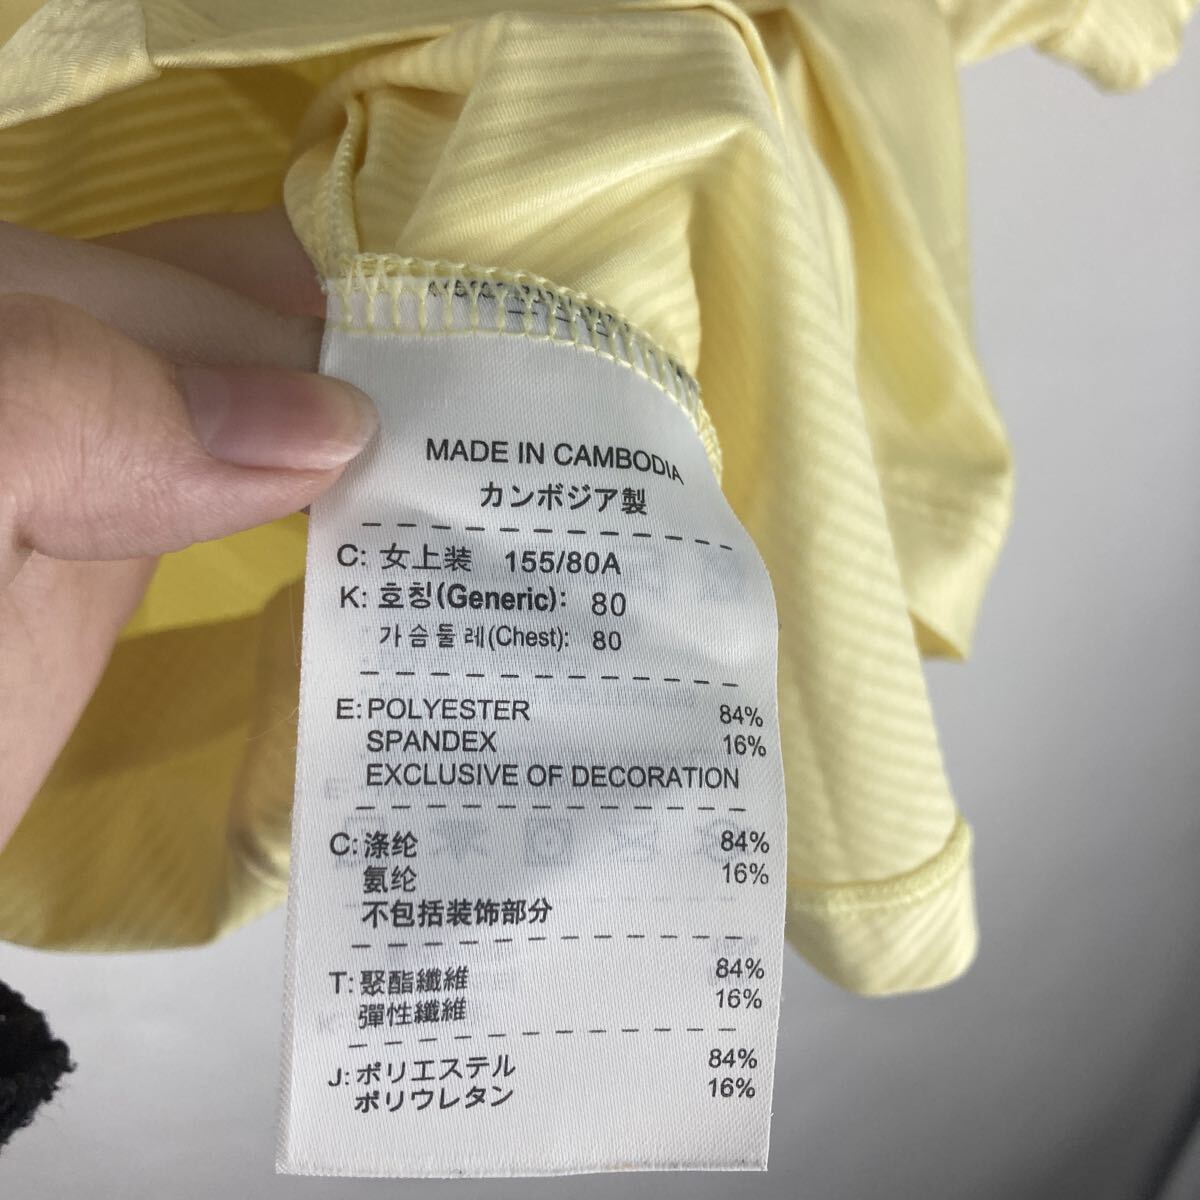 MADE IN CAMBODIA
カンボジア製
C: 女上装 155/80A
K: 호칭(Generic): 80
가슴둘레(Chest): 80
E: POLYESTER 84%
SPANDEX 16%
EXCLUSIVE OF DECORATION
C: 涤纶 84%
氨纶 16%
不包括装饰部分
T: 聚酯纖維 84%
彈性纖維 16%
J: ポリエステル 84%
ポリウレタン 16%